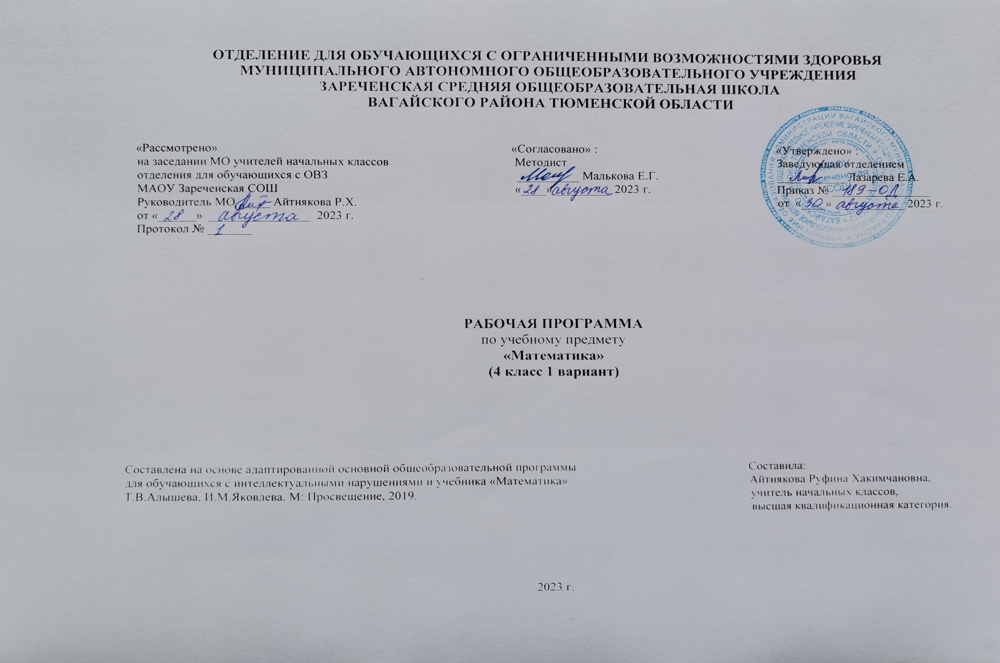 ОТДЕЛЕНИЕ ДЛЯ ОБУЧАЮЩИХСЯ С ОГРАНИЧЕННЫМИ ВОЗМОЖНОСТЯМИ ЗДОРОВЬЯ
МУНИЦИПАЛЬНОГО АВТОНОМНОГО ОБЩЕОБРАЗОВАТЕЛЬНОГО УЧРЕЖДЕНИЯ
ЗАРЕЧЕНСКАЯ СРЕДНЯЯ ОБЩЕОБРАЗОВАТЕЛЬНАЯ ШКОЛА
ВАГАЙСКОГО РАЙОНА ТЮМЕНСКОЙ ОБЛАСТИ
«Рассмотрено»
на заседании МО учителей начальных классов
отделения для обучающихся с ОВЗ
МАОУ Зареченская СОШ
Руководитель МО Айтнякова Р.Х.
от «28» августа 2023 г.
Протокол № 1
«Согласовано» :
Методист
Малькова Е.Г.
«28» августа 2023 г.
«Утверждено» :
Заведующая отделением
Лазарева Е.А.
Приказ № 189-ОД
от «30» августа 2023 г.
МАОУ
Зареченская
СОШ
РАБОЧАЯ ПРОГРАММА
по учебному предмету
«Математика»
(4 класс 1 вариант)
Составлена на основе адаптированной основной общеобразовательной программы
для обучающихся с интеллектуальными нарушениями и учебника «Математика»
Т.В.Алышева, И.М.Яковлева. М: Просвещение, 2019.
Составила:
Айтнякова Руфина Хакимчановна,
учитель начальных классов,
высшая квалификационная категория.
2023 г.